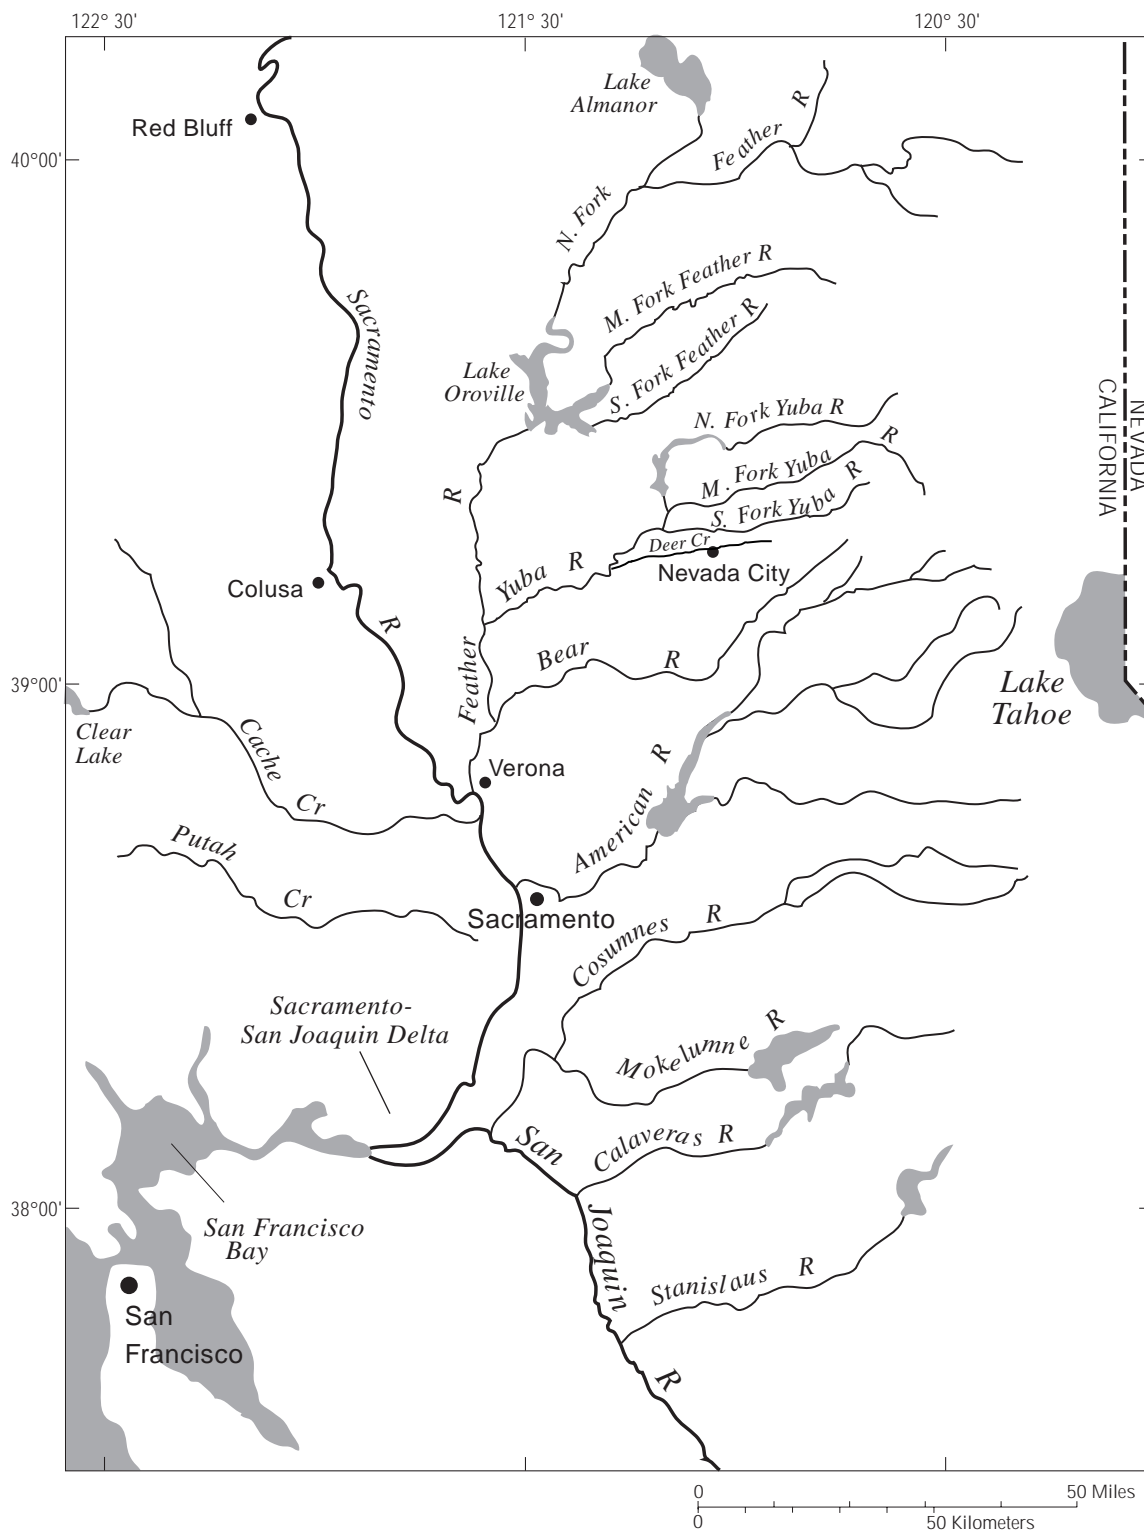 122° 30'
121° 30'
120° 30'
Lake
Almanor
Red Bluff
Feather R
40°00'
N. Fork
M. Fork Feather R
Sacramento
S. Fork Feather R
Lake
Oroville
N. Fork Yuba R
M. Fork Yuba R
S. Fork Yuba R
CALIFORNIA
NEVADA
R
Deer Cr
Nevada City
Yuba R
Colusa
R
Feather
Bear R
39°00'
Lake
Tahoe
Clear
Lake
Cache Cr
Verona
American R
Putah Cr
Sacramento
Cosumnes R
Sacramento-
San Joaquin Delta
Mokelumne R
San
Calaveras R
38°00'
San Francisco
Bay
Joaquin
Stanislaus R
San
Francisco
R
0 50 Miles
0 50 Kilometers